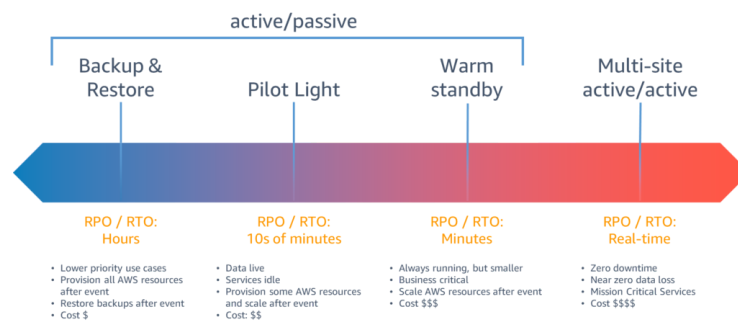 active/passive
Backup &
Restore
Pilot Light
Warm
standby
Multi-site
active/active
RPO / RTO:
Hours
RPO / RTO:
10s of minutes
RPO / RTO:
Minutes
RPO / RTO:
Real-time
• Lower priority use cases
• Provision all AWS resources
after event
• Restore backups after event
• Cost $
• Data live
• Services idle
• Provision some AWS resources
and scale after event
• Cost: $$
• Always running, but smaller
• Business critical
• Scale AWS resources after event
• Cost $$$
• Zero downtime
• Near zero data loss
• Mission Critical Services
• Cost $$$$